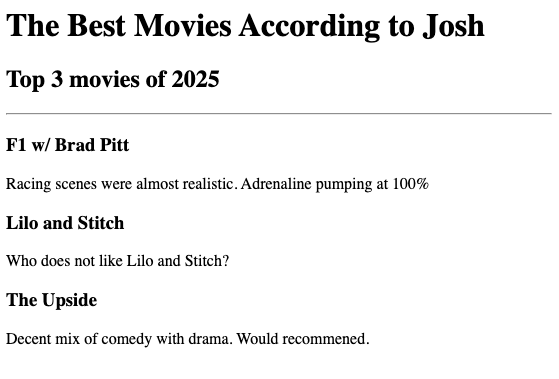 The Best Movies According to Josh
Top 3 movies of 2025
F1 w/ Brad Pitt
Racing scenes were almost realistic. Adrenaline pumping at 100%
Lilo and Stitch
Who does not like Lilo and Stitch?
The Upside
Decent mix of comedy with drama. Would recommened.